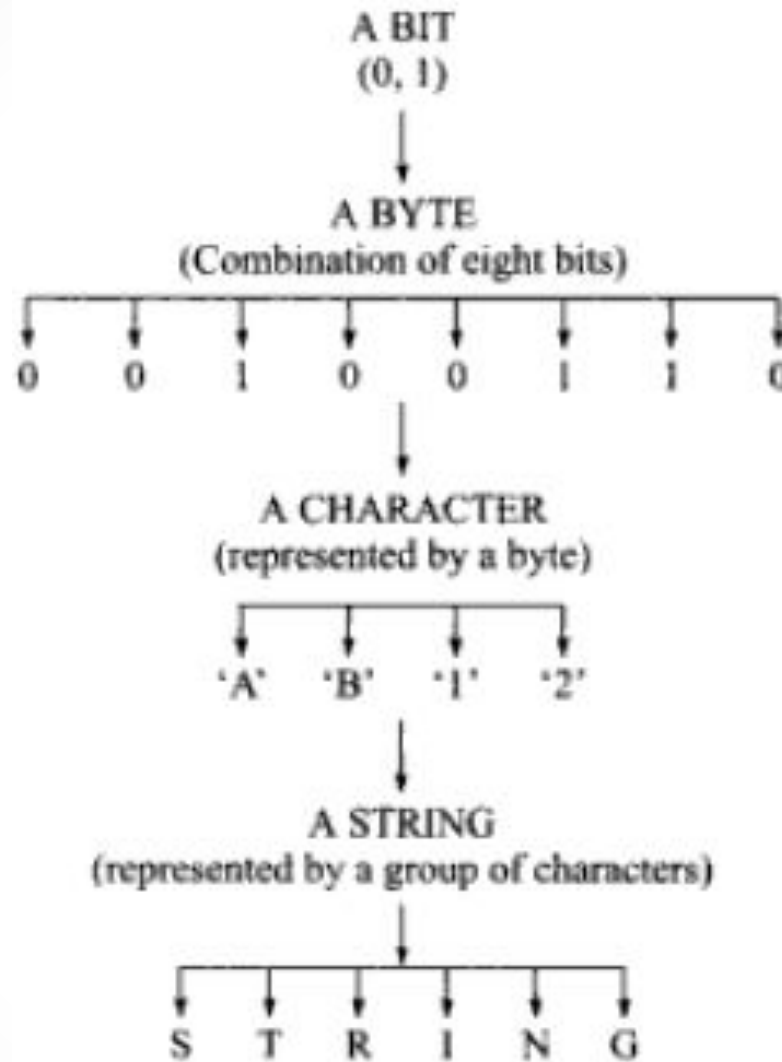 A BIT
(0, 1)
A BYTE
(Combination of eight bits)
0 0 1 0 0 1 1 0
A CHARACTER
(represented by a byte)
‘A’ ‘B’ ‘1’ ‘2’
A STRING
(represented by a group of characters)
S T R I N G